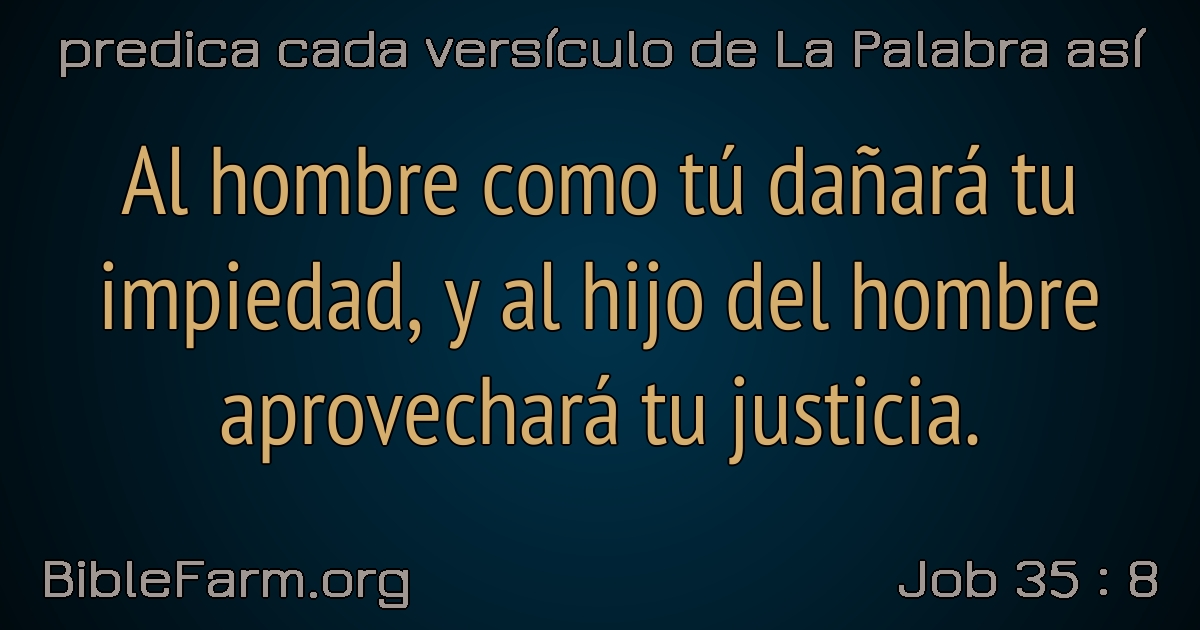 predica cada versículo de La Palabra así
Al hombre como tú dañará tu
impiedad, y al hijo del hombre
aprovechará tu justicia.
BibleFarm.org
Job 35 : 8